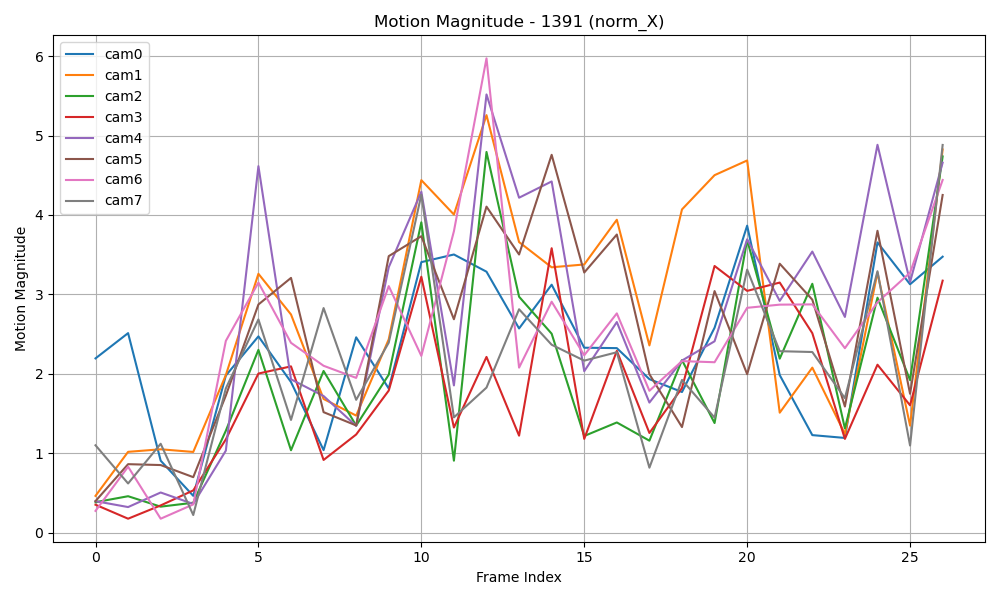 Motion Magnitude - 1391 (norm_X)
cam0
cam1
cam2
cam3
cam4
cam5
cam6
cam7
Motion Magnitude
6
5
4
3
2
1
0
0 5 10 15 20 25
Frame Index